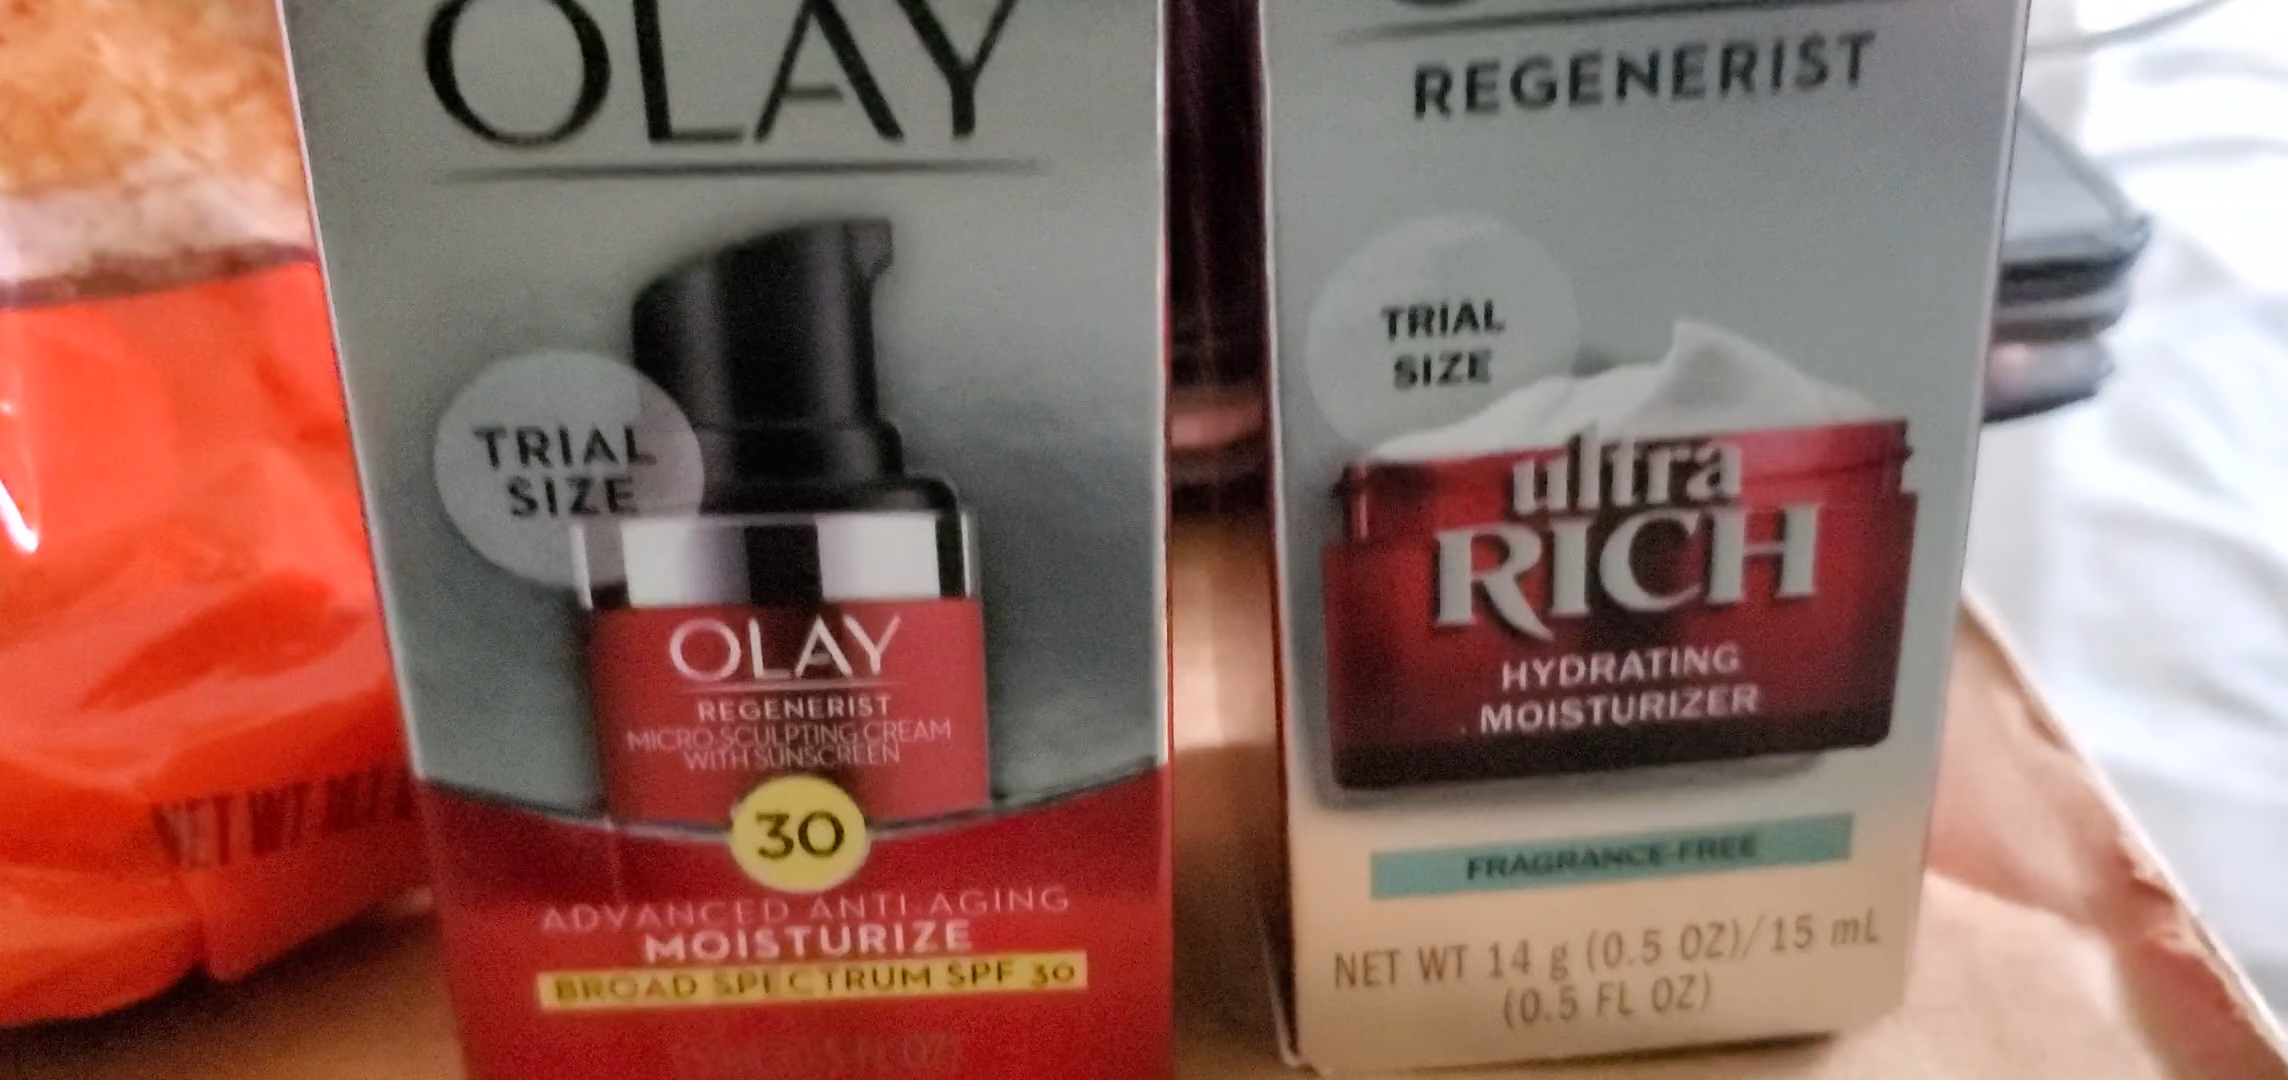 OLAY
TRIAL
SIZE
OLAY
REGENERIST
MICRO-SCULPTING CREAM
WITH SUNSCREEN
30
ADVANCED ANTI-AGING
MOISTURIZE
BROAD SPECTRUM SPF 30
REGENERIST
TRIAL
SIZE
ultra
RICH
HYDRATING
MOISTURIZER
FRAGRANCE-FREE
NET WT 14 g (0.5 OZ)/15 mL
(0.5 FL OZ)
NET WT